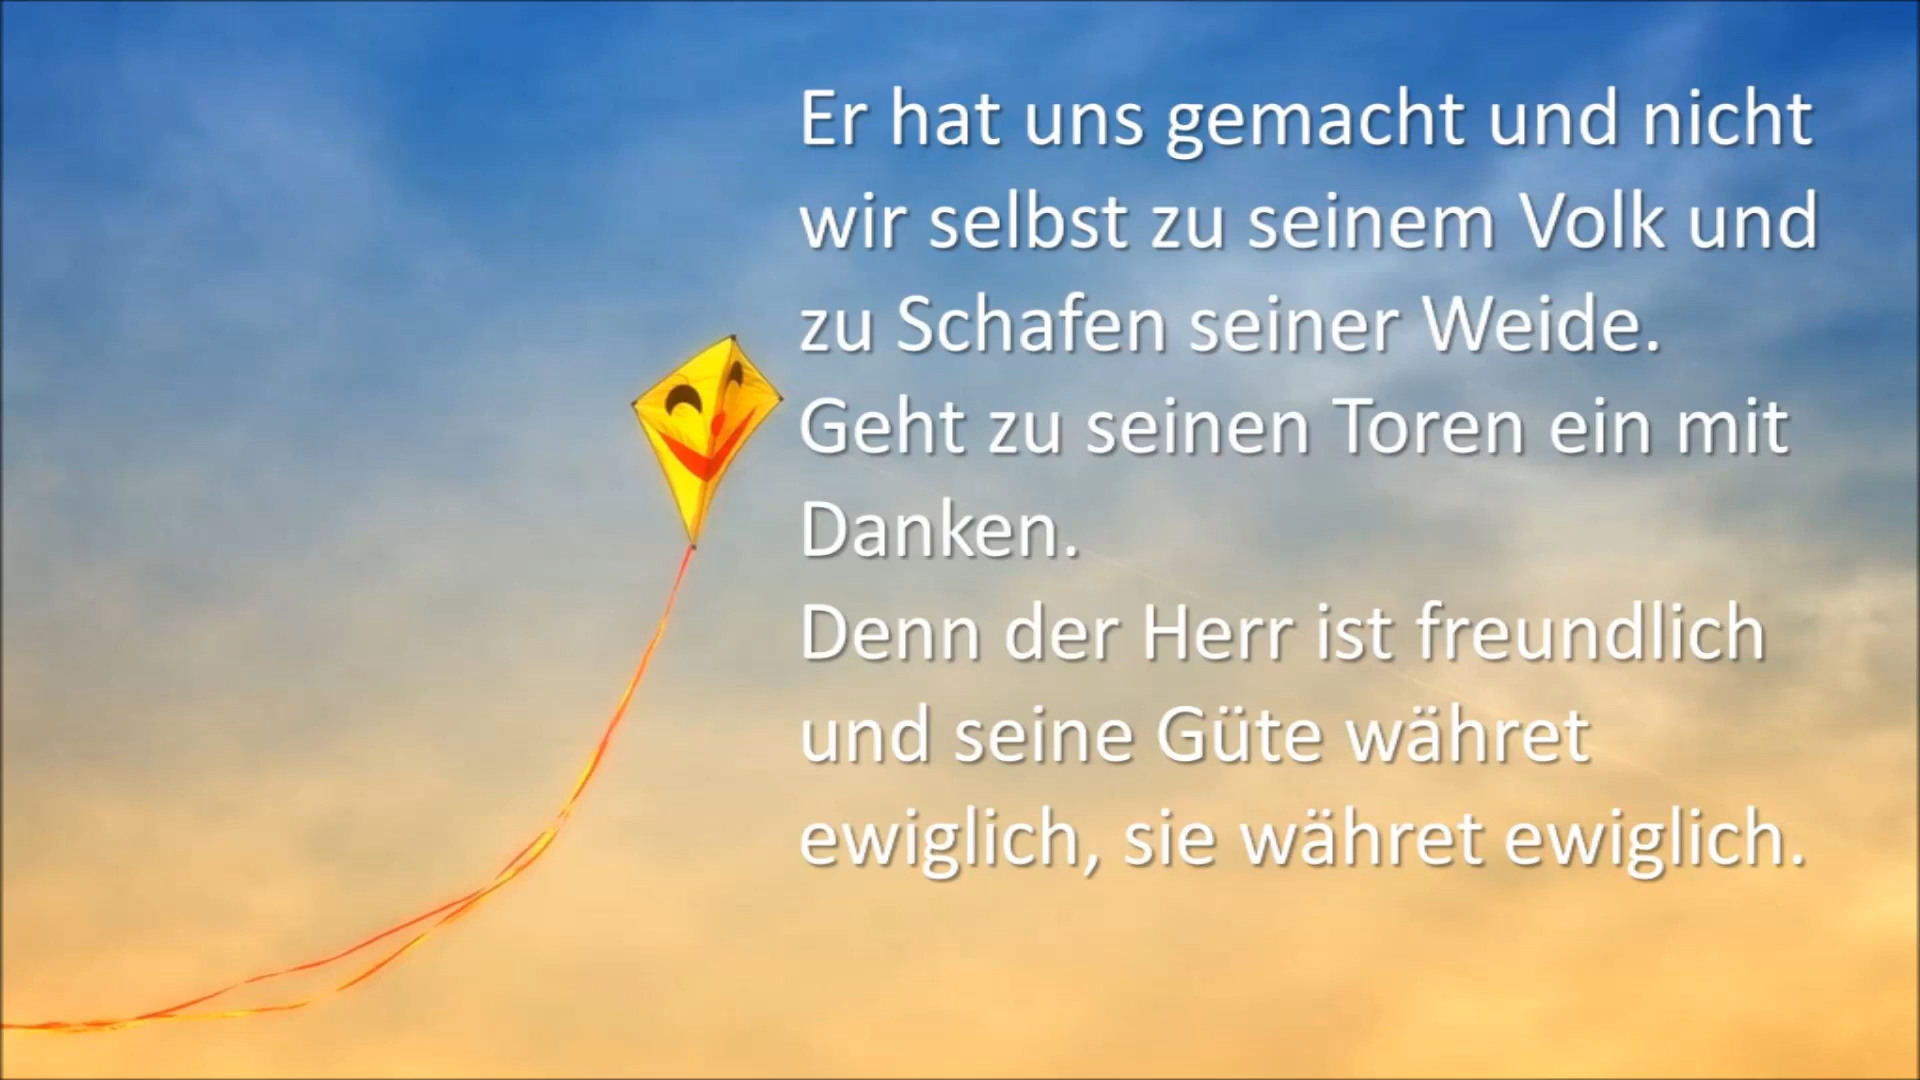 Er hat uns gemacht und nicht
wir selbst zu seinem Volk und
zu Schafen seiner Weide.
Geht zu seinen Toren ein mit
Danken.
Denn der Herr ist freundlich
und seine Güte währet
ewiglich, sie währet ewiglich.